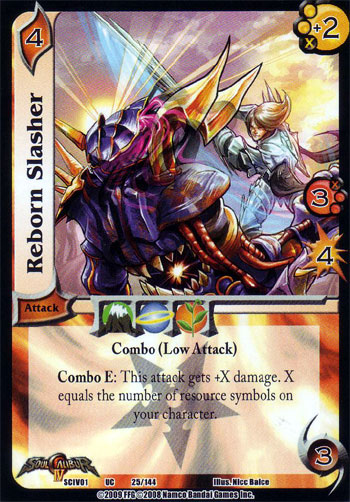 4
+2
X
Reborn Slasher
3
X
4
Attack
Combo (Low Attack)
Combo E: This attack gets +X damage. X
equals the number of resource symbols on
your character.
3
SOULCALIBUR
IV
SCIV01 UC 25/144 Illus. Nicc Balce
©2009 FFG ©2008 Namco Bandai Games Inc.